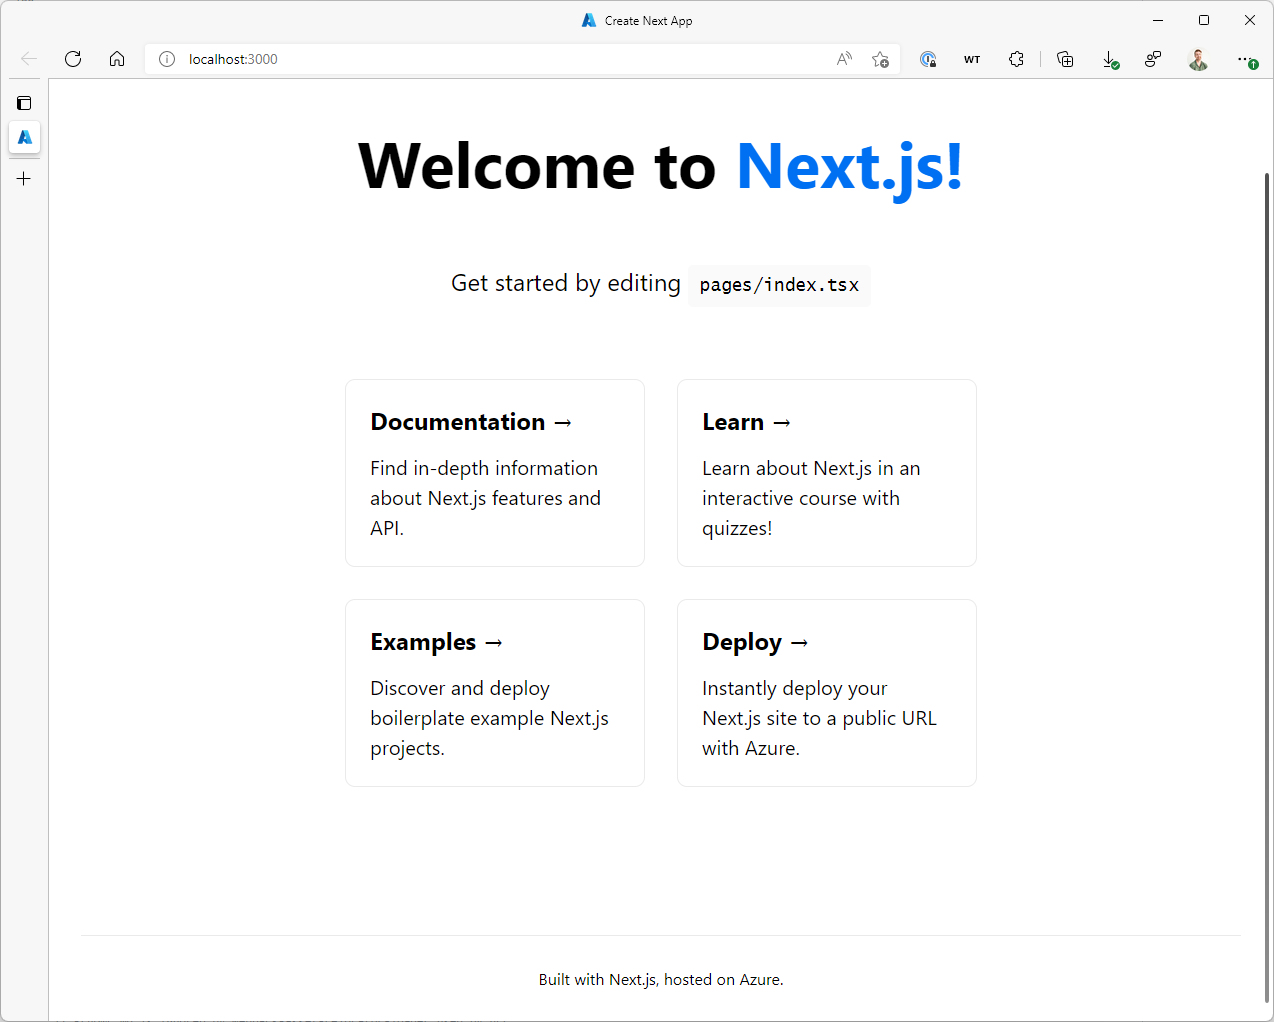 Create Next App
localhost:3000
WT
Welcome to Next.js!
Get started by editing pages/index.tsx
Documentation →
Find in-depth information
about Next.js features and
API.
Learn →
Learn about Next.js in an
interactive course with
quizzes!
Examples →
Discover and deploy
boilerplate example Next.js
projects.
Deploy →
Instantly deploy your
Next.js site to a public URL
with Azure.
Built with Next.js, hosted on Azure.